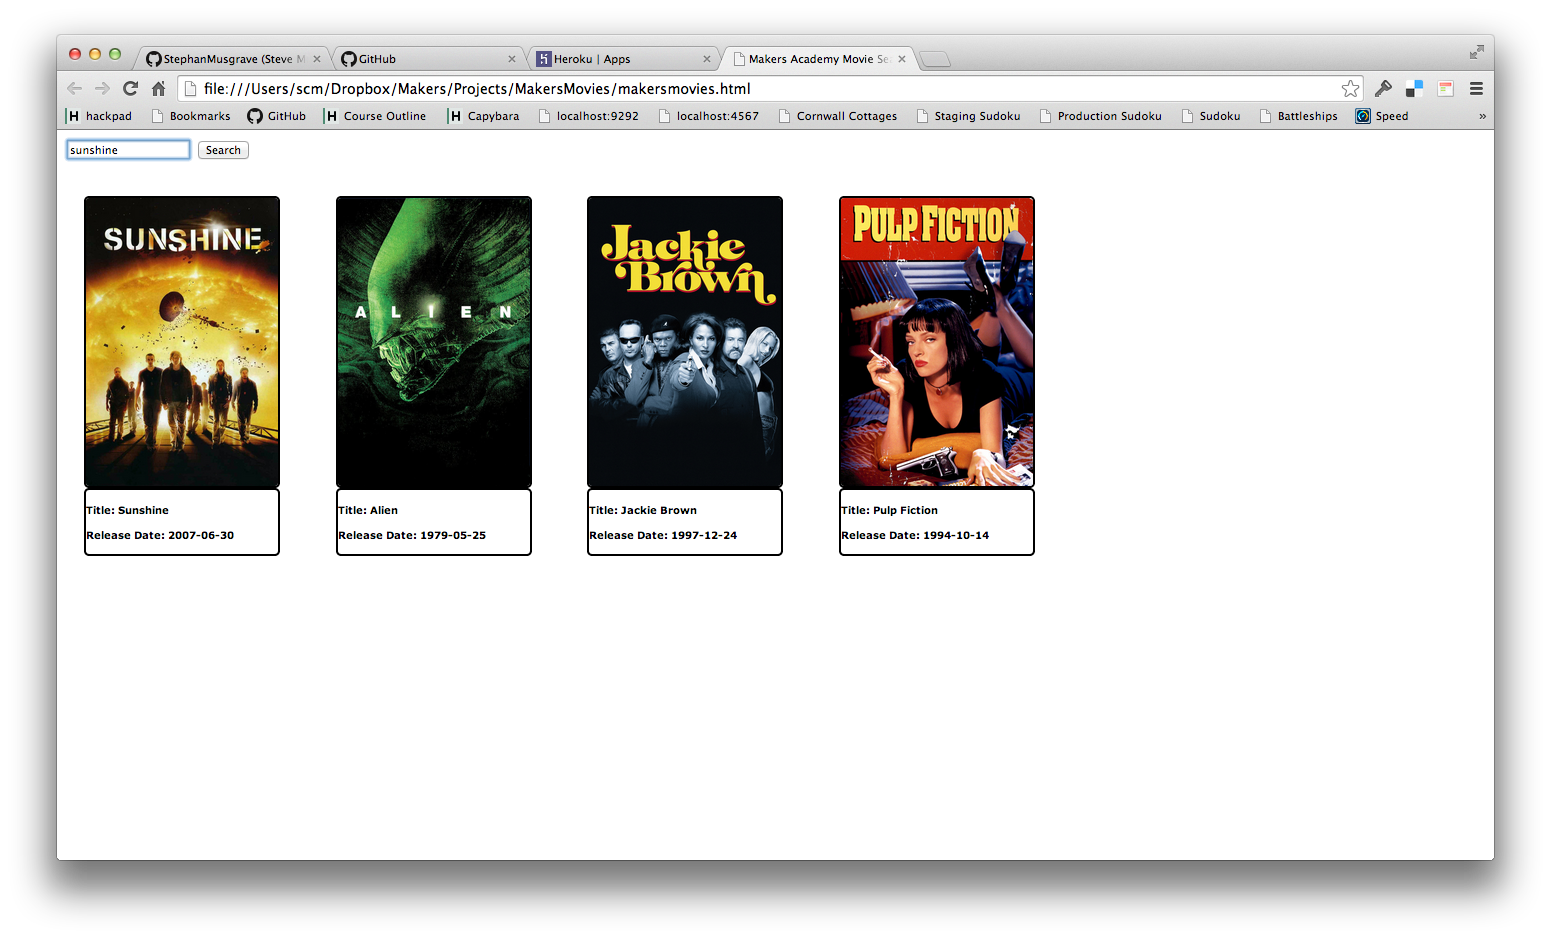 StephanMusgrave (Steve M
GitHub
Heroku | Apps
Makers Academy Movie Se
file:///Users/scm/Dropbox/Makers/Projects/MakersMovies/makersmovies.html
hackpad Bookmarks GitHub Course Outline Capybara localhost:9292 localhost:4567 Cornwall Cottages Staging Sudoku Production Sudoku Sudoku Battleships Speed »
sunshine Search
SUNSHINE
ALIEN
Jackie
Brown
PULP FICTION
Title: Sunshine
Release Date: 2007-06-30
Title: Alien
Release Date: 1979-05-25
Title: Jackie Brown
Release Date: 1997-12-24
Title: Pulp Fiction
Release Date: 1994-10-14